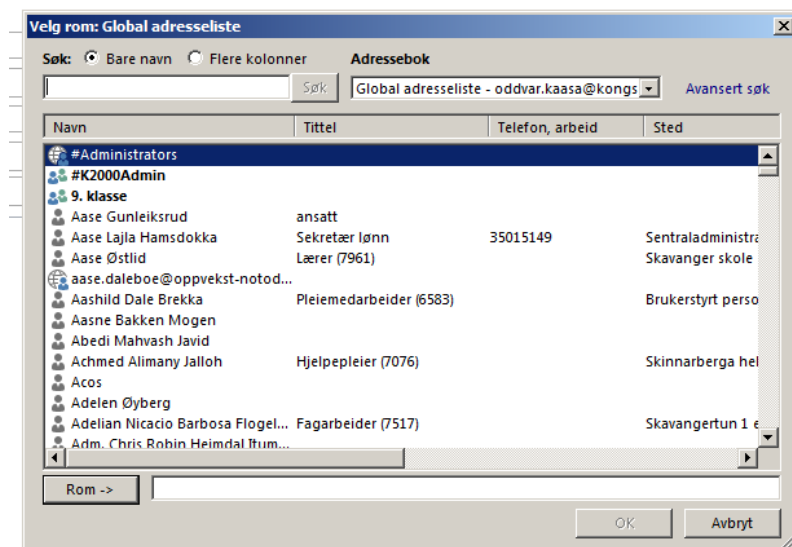 Velg rom: Global adresseliste
Søk: Bare navn Flere kolonner Adressebok
Søk Global adresseliste - oddvar.kaasa@kongs Avansert søk
Navn Tittel Telefon, arbeid Sted
#Administrators
#K2000Admin
9. klasse
Aase Gunleiksrud ansatt
Aase Lajla Hamsdokka Sekretær lønn 35015149 Sentraladministra
Aase Østlid Lærer (7961) Skavanger skole
aase.daleboe@oppvekst-notod...
Aashild Dale Brekka Pleiemedarbeider (6583) Brukerstyrt perso
Aasne Bakken Mogen
Abedi Mahvash Javid
Achmed Alimany Jalloh Hjelpepleier (7076) Skinnarberga hel
Acos
Adelen Øyberg
Adelian Nicacio Barbosa Flogel... Fagarbeider (7517) Skavangertun 1 e
Adm. Chris Robin Heimdal Itum...
Rom ->
OK Avbryt